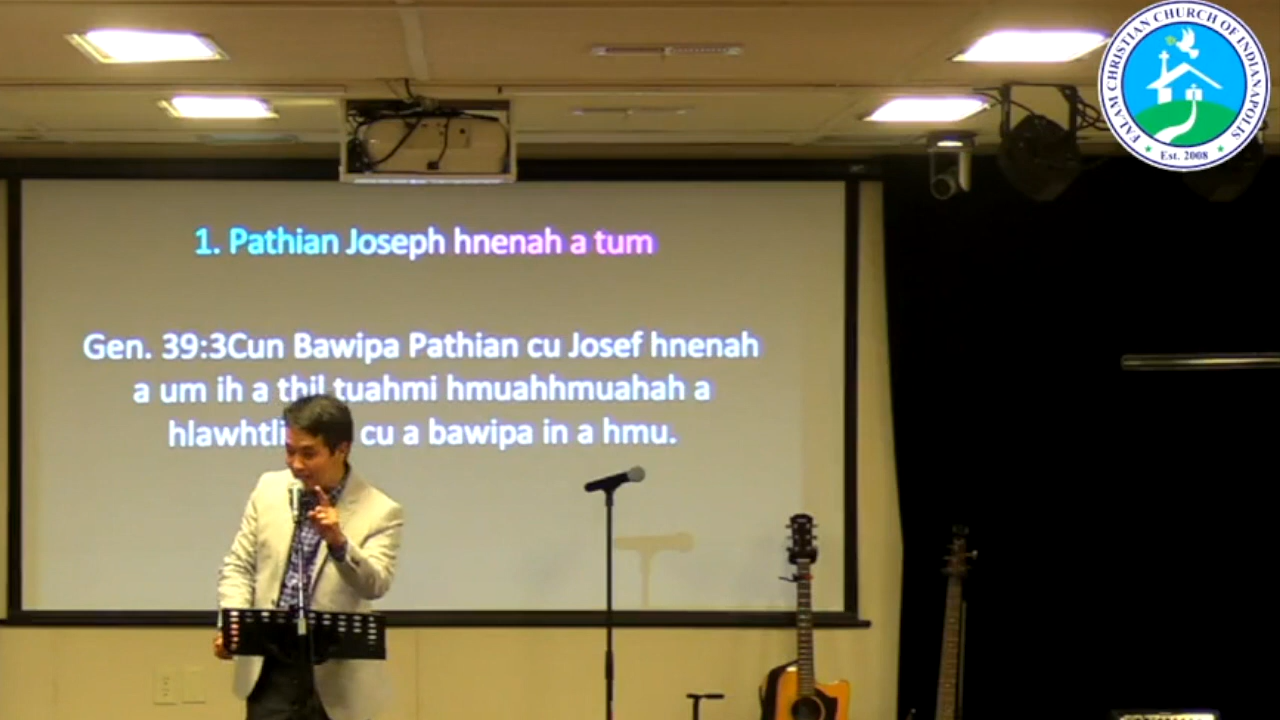 FALAM CHRISTIAN CHURCH OF INDIANAPOLIS
Est. 2008
1. Pathian Joseph hnenah a tum
Gen. 39:3Cun Bawipa Pathian cu Josef hnenah
a um ih a thil tuahmi hmuahhmuahah a
cu a bawipa in a hmu.